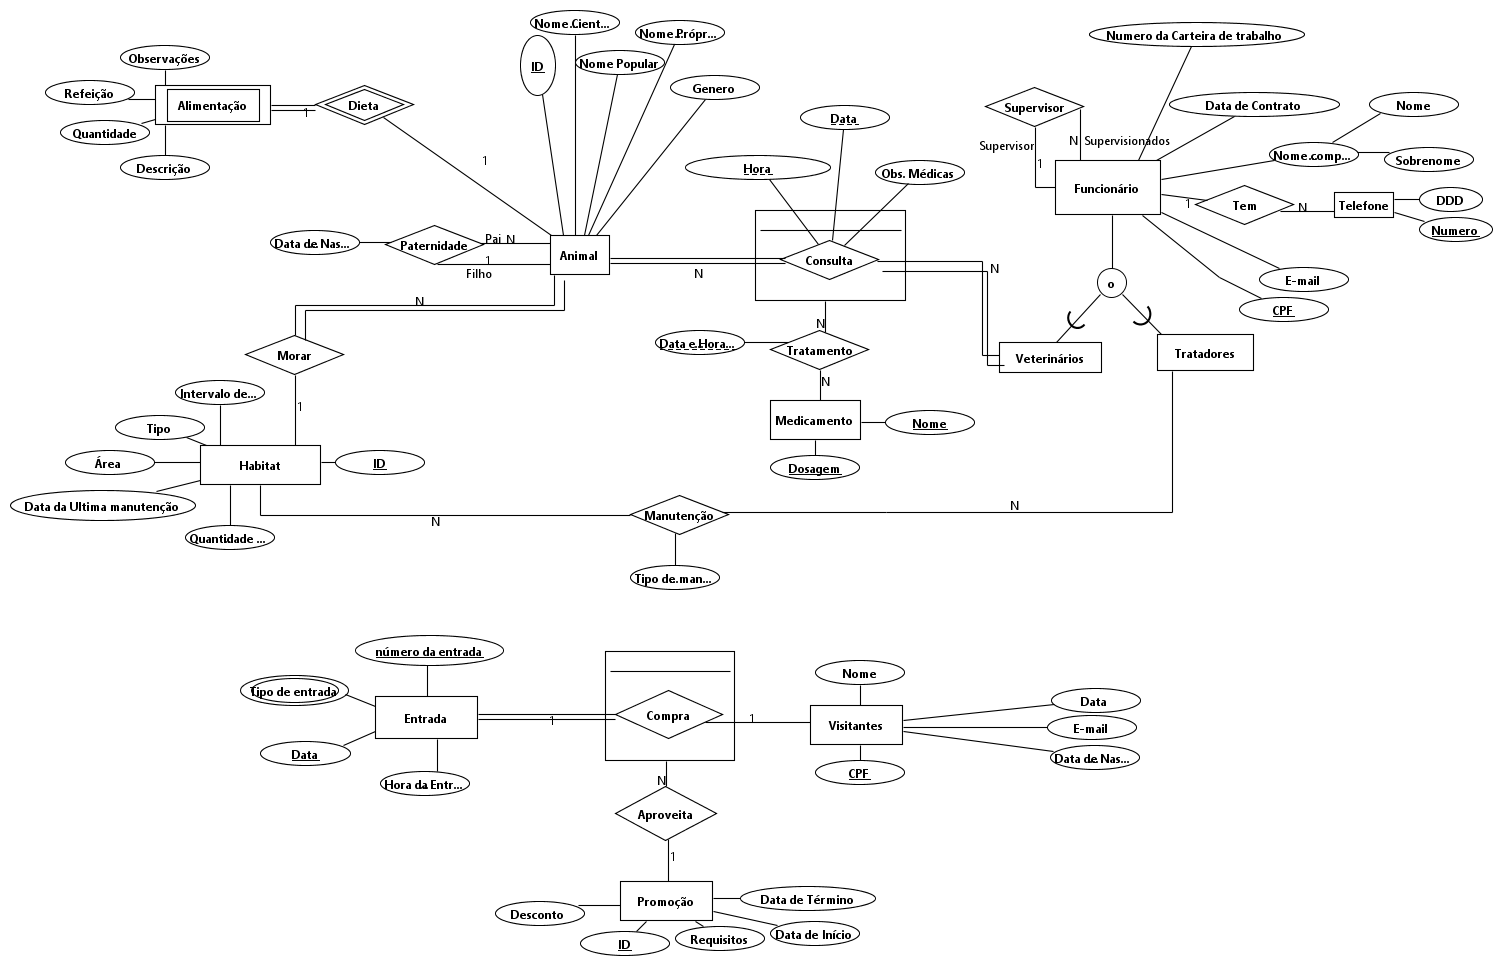 Nome.Cient...
Nome.Própr...
Numero da Carteira de trabalho
Observações
ID
Nome Popular
Genero
Refeição
Alimentação
Dieta
1
Quantidade
Descrição
1
Data
Hora
Obs. Médicas
Supervisor
Data de Contrato
Nome
N
Supervisionados
Supervisor
1
Nome.comp...
Sobrenome
Funcionário
1
Tem
N
Telefone
DDD
Numero
E-mail
CPF
Data.de.Nas...
Paternidade
Pai
N
1
Filho
Animal
N
Consulta
N
o
N
Morar
1
N
Data.e.Hora...
Tratamento
N
Veterinários
Tratadores
Intervalo de...
Tipo
Medicamento
Nome
Dosagem
Área
Habitat
ID
Data da Ultima manutenção
Quantidade ...
N
Manutenção
N
Tipo.de.man...
número da entrada
Tipo de entrada
Entrada
Data
Hora.da.Entr...
1
Compra
1
Nome
Visitantes
CPF
Data
E-mail
Data.de.Nas...
N
Aproveita
1
Promoção
Desconto
ID
Requisitos
Data de Término
Data de Início